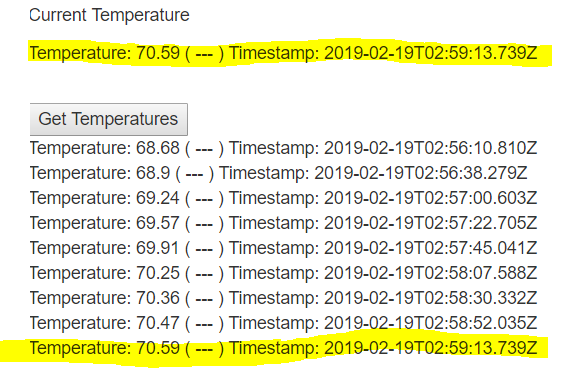 Current Temperature
Temperature: 70.59 ( --- ) Timestamp: 2019-02-19T02:59:13.739Z
Get Temperatures
Temperature: 68.68 ( --- ) Timestamp: 2019-02-19T02:56:10.810Z
Temperature: 68.9 ( --- ) Timestamp: 2019-02-19T02:56:38.279Z
Temperature: 69.24 ( --- ) Timestamp: 2019-02-19T02:57:00.603Z
Temperature: 69.57 ( --- ) Timestamp: 2019-02-19T02:57:22.705Z
Temperature: 69.91 ( --- ) Timestamp: 2019-02-19T02:57:45.041Z
Temperature: 70.25 ( --- ) Timestamp: 2019-02-19T02:58:07.588Z
Temperature: 70.36 ( --- ) Timestamp: 2019-02-19T02:58:30.332Z
Temperature: 70.47 ( --- ) Timestamp: 2019-02-19T02:58:52.035Z
Temperature: 70.59 ( --- ) Timestamp: 2019-02-19T02:59:13.739Z